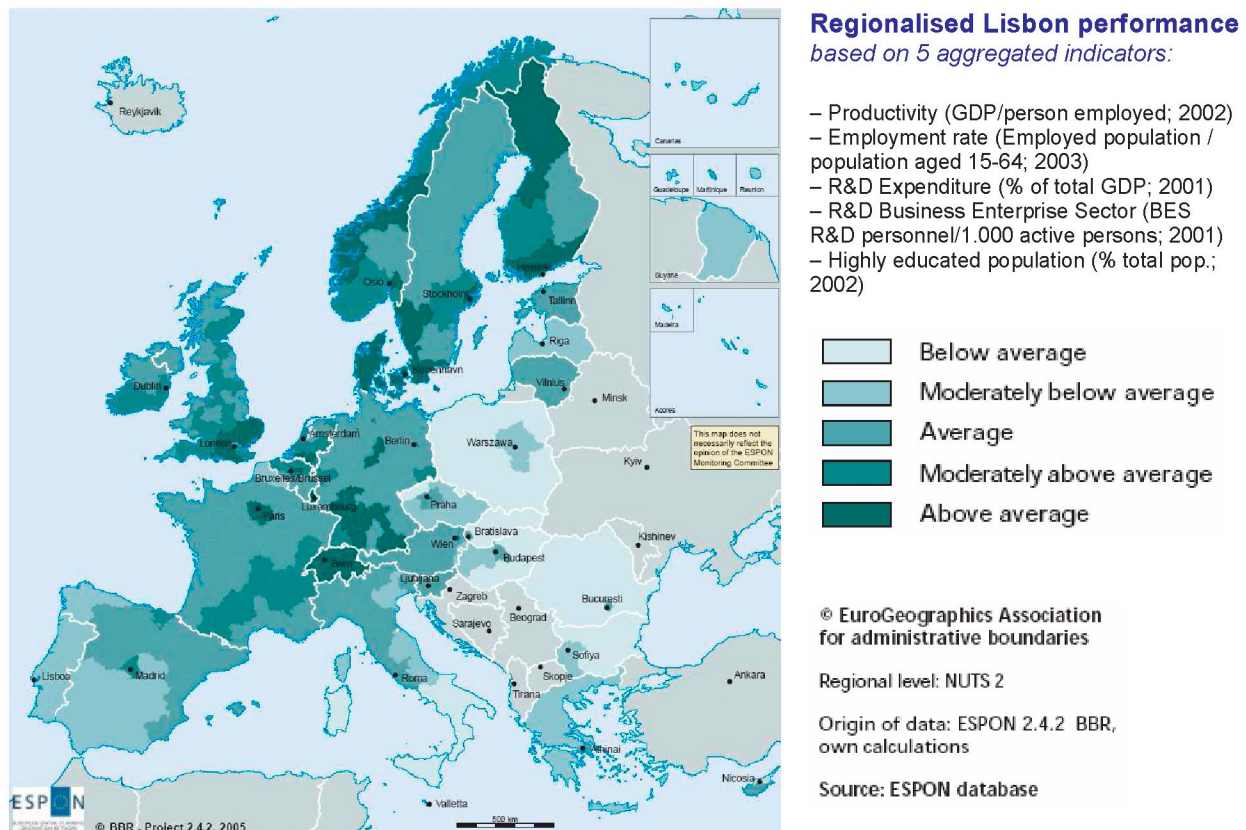 Regionalised Lisbon performance
based on 5 aggregated indicators:
– Productivity (GDP/person employed; 2002)
– Employment rate (Employed population /
population aged 15-64; 2003)
– R&D Expenditure (% of total GDP; 2001)
– R&D Business Enterprise Sector (BES
R&D personnel/1.000 active persons; 2001)
– Highly educated population (% total pop.;
2002)
Below average
Moderately below average
Average
Moderately above average
Above average
© EuroGeographics Association
for administrative boundaries
Regional level: NUTS 2
Origin of data: ESPON 2.4.2 BBR,
own calculations
Source: ESPON database
Canarias
Guadeloupe
Martinique
Reunion
Guyane
Madeira
Acores
This map does not
necessarily reflect the
opinion of the ESPON
Monitoring Committee
Reykjavik
Oslo
Stockholm
Helsinki
Tallinn
Riga
Vilnius
Minsk
København
Dublin
London
Amsterdam
Berlin
Warszawa
Kyiv
Bruxelles/Brussel
Luxembourg
Paris
Praha
Bratislava
Wien
Budapest
Kishinev
Bern
Ljubljana
Zagreb
Bucuresti
Beograd
Sarajevo
Sofiya
Skopje
Tirana
Roma
Madrid
Lisboa
Ankara
Athinai
Nicosia
Valletta
500 km
ESPON
© BBR - Project 2.4.2, 2005